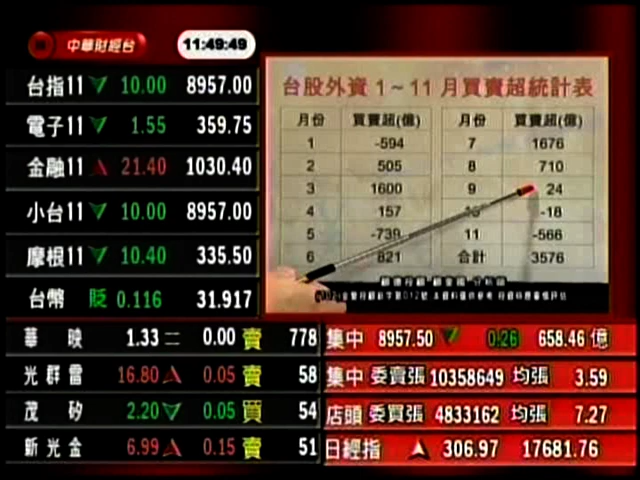 中華財經台 11:49:49
台指11 10.00 8957.00
電子11 1.55 359.75
金融11 21.40 1030.40
小台11 10.00 8957.00
摩根11 10.40 335.50
台幣 貶 0.116 31.917
台股外資1~11月買賣超統計表
月份 買賣超(億) 月份 買賣超(億)
1 -594 7 1676
2 505 8 710
3 1600 9 24
4 157 -18
5 -739 11 -566
6 821 合計 3576
華映 1.33 二 0.00 賣 778
光群雷 16.80 0.05 賣 58
茂矽 2.20 0.05 買 54
新光金 6.99 0.15 賣 51
集中 8957.50 0.26 658.46 億
集中 委賣張 10358649 均張 3.59
店頭 委買張 4833162 均張 7.27
日經指 306.97 17681.76